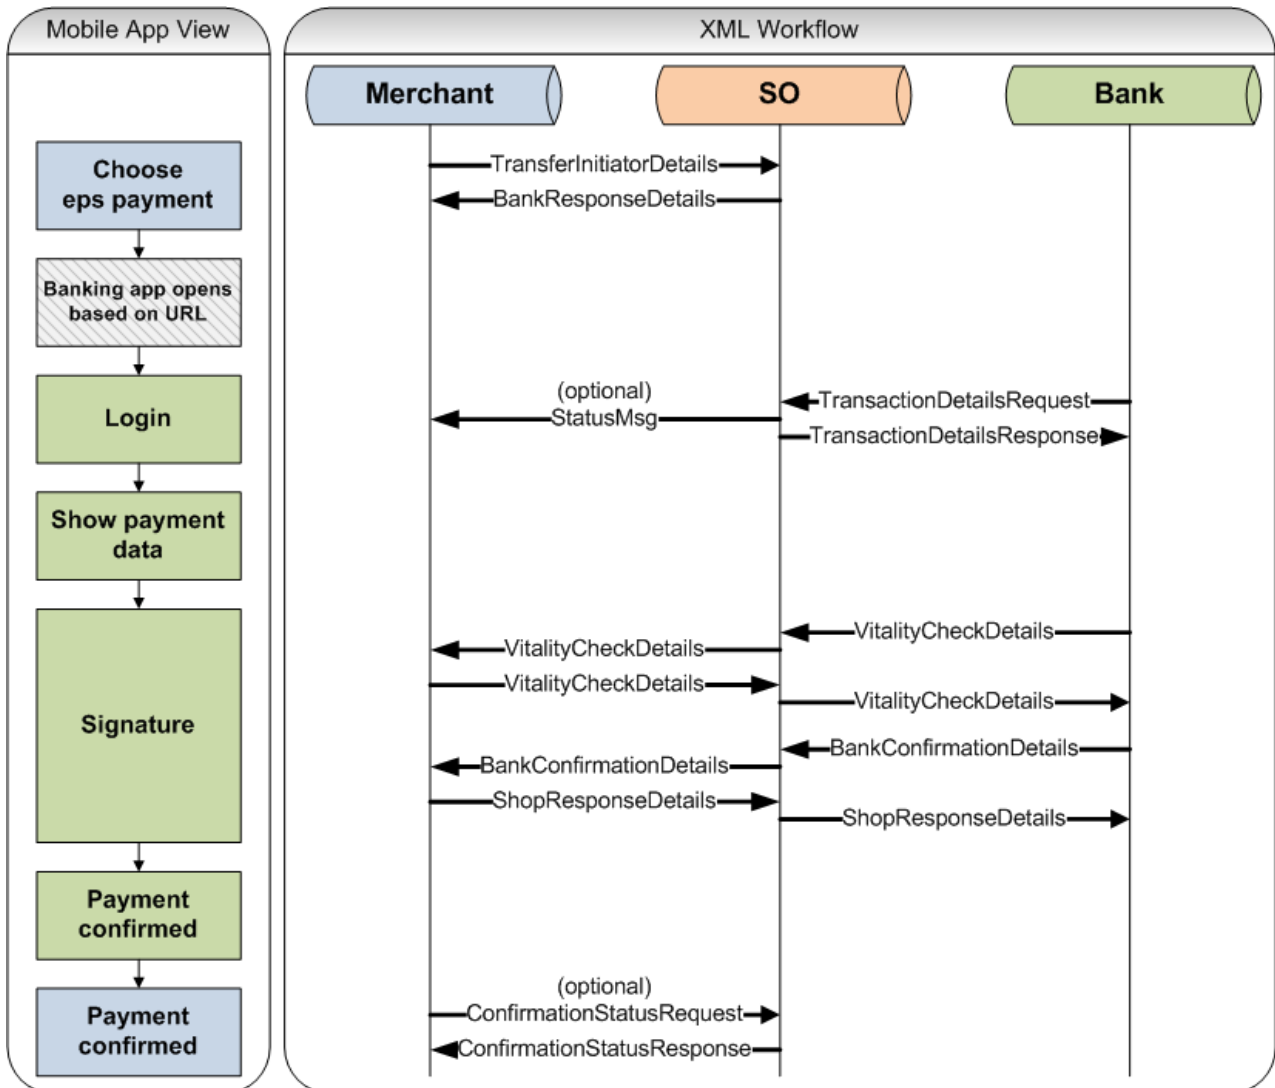 Mobile App View
Choose
eps payment
Banking app opens
based on URL
Login
Show payment
data
Signature
Payment
confirmed
Payment
confirmed
XML Workflow
Merchant
SO
Bank
TransferInitiatorDetails
BankResponseDetails
TransactionDetailsRequest
(optional)
StatusMsg
TransactionDetailsResponse
VitalityCheckDetails
VitalityCheckDetails
VitalityCheckDetails
VitalityCheckDetails
BankConfirmationDetails
BankConfirmationDetails
ShopResponseDetails
ShopResponseDetails
(optional)
ConfirmationStatusRequest
ConfirmationStatusResponse